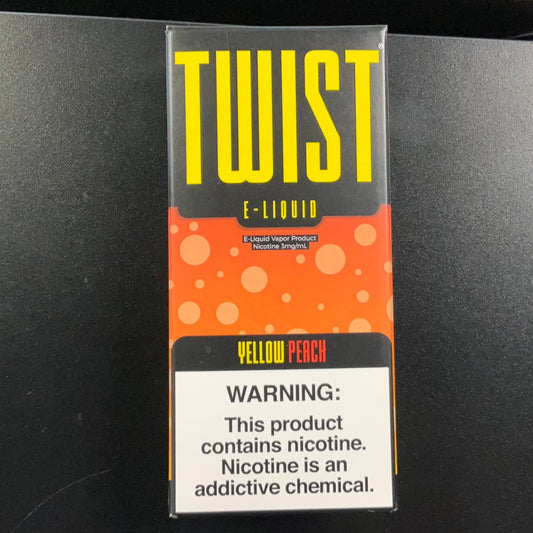 TWIST®
E-LIQUID
E-Liquid Vapor Product
Nicotine 3mg/mL
YELLOW PEACH
WARNING:
This product
contains nicotine.
Nicotine is an
addictive chemical.